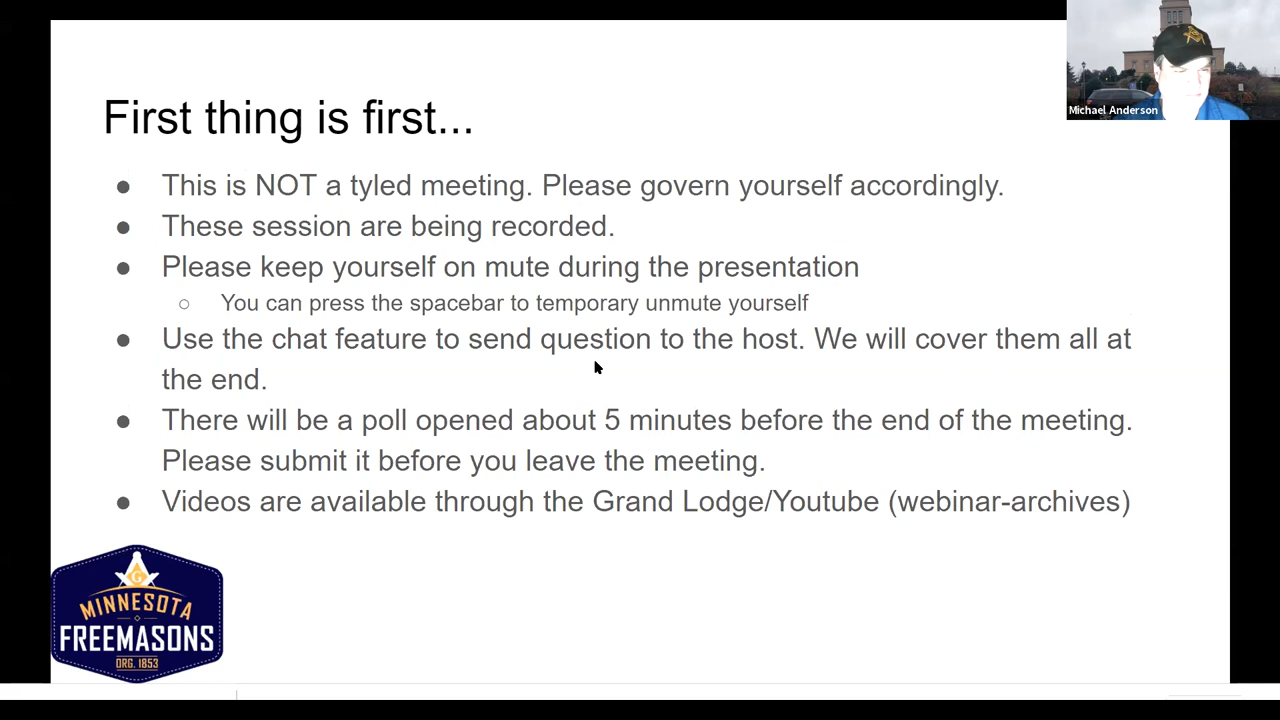 Michael Anderson
First thing is first...
● This is NOT a tyled meeting. Please govern yourself accordingly.
● These session are being recorded.
● Please keep yourself on mute during the presentation
○ You can press the spacebar to temporary unmute yourself
● Use the chat feature to send question to the host. We will cover them all at
the end.
● There will be a poll opened about 5 minutes before the end of the meeting.
Please submit it before you leave the meeting.
● Videos are available through the Grand Lodge/Youtube (webinar-archives)
G
MINNESOTA
FREEMASONS
ORG. 1853